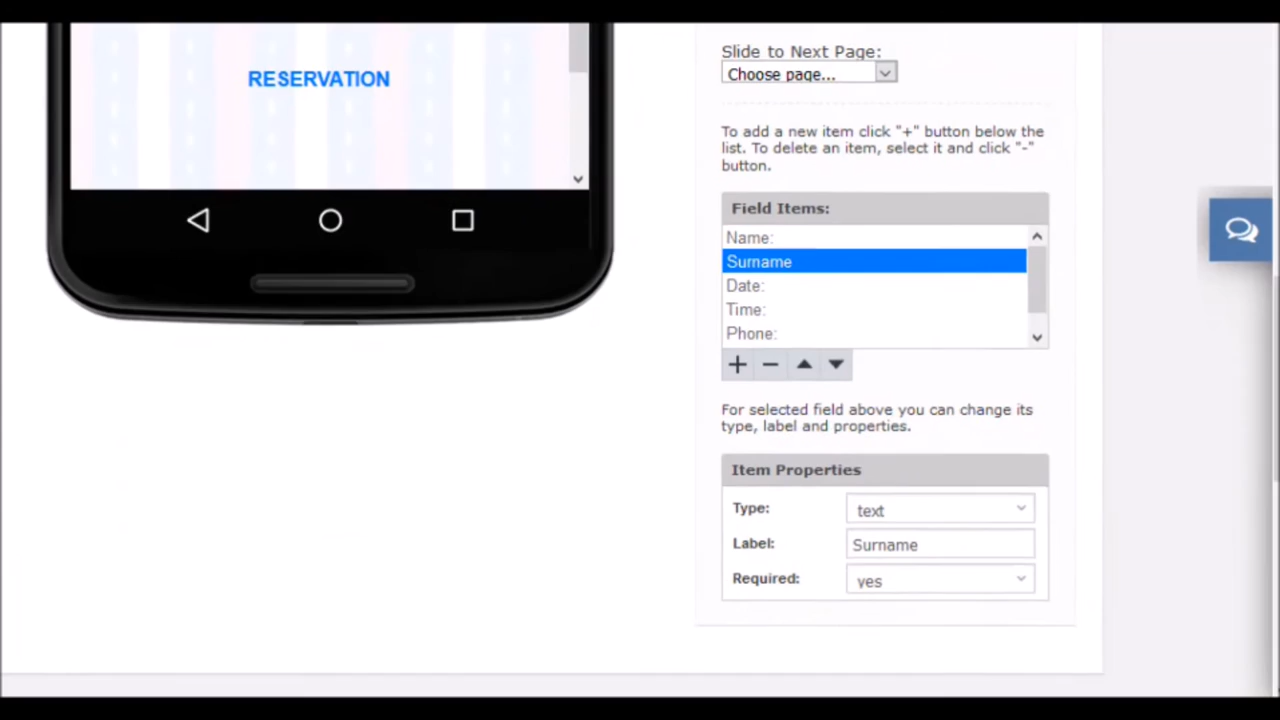 RESERVATION
Slide to Next Page:
Choose page...
To add a new item click "+" button below the
list. To delete an item, select it and click "-"
button.
Field Items:
Name:
Surname
Date:
Time:
Phone:
For selected field above you can change its
type, label and properties.
Item Properties
Type: text
Label: Surname
Required: yes